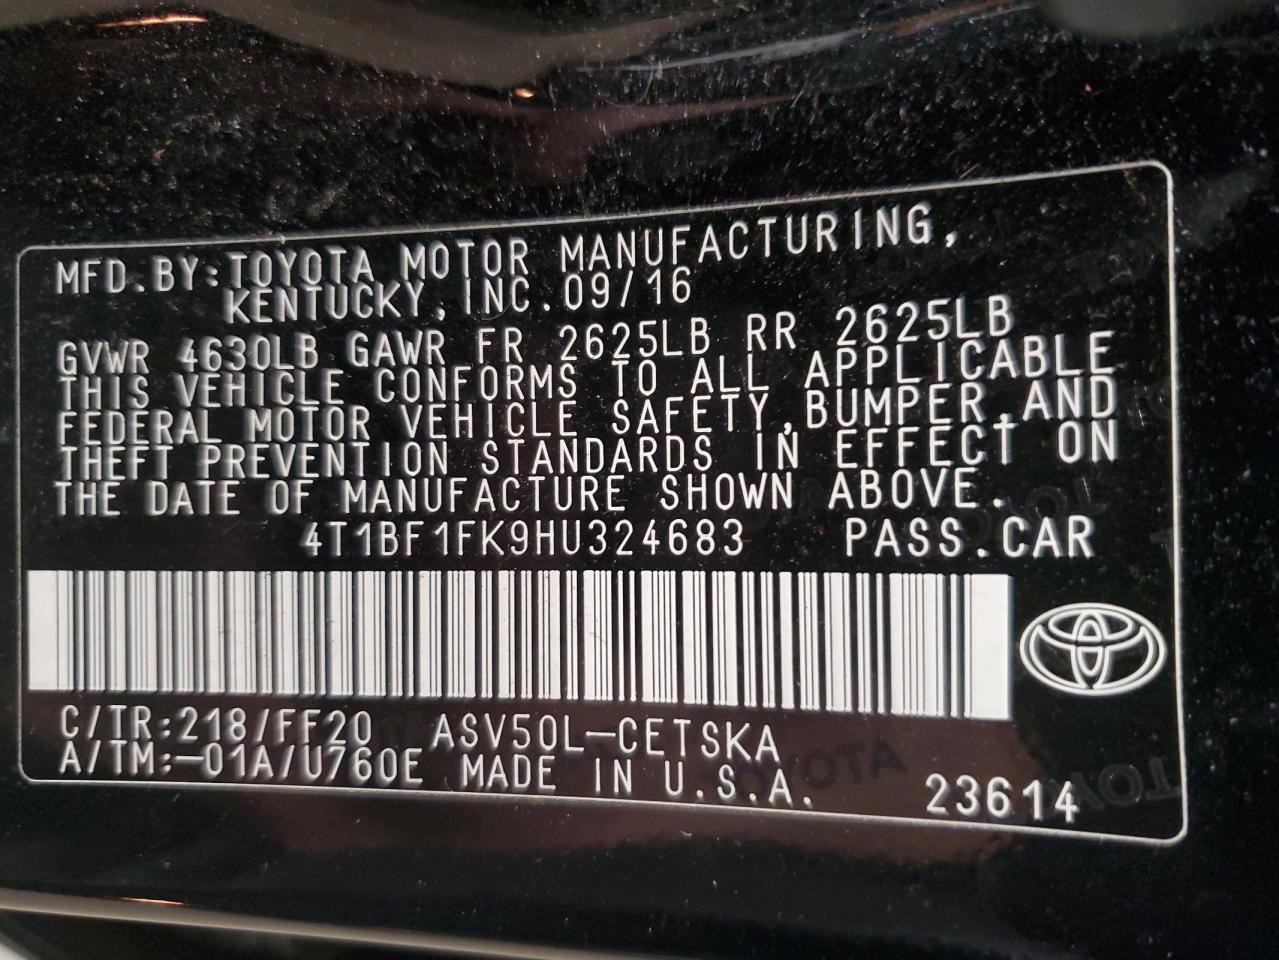 MFD.BY:TOYOTA MOTOR MANUFACTURING,
KENTUCKY,INC.09/16
GVWR 4630LB GAWR FR 2625LB RR 2625LB
THIS VEHICLE CONFORMS TO ALL APPLICABLE
FEDERAL MOTOR VEHICLE SAFETY,BUMPER,AND
THEFT PREVENTION STANDARDS IN EFFECT ON
THE DATE OF MANUFACTURE SHOWN ABOVE.
4T1BF1FK9HU324683 PASS.CAR
C/TR:218/FF20 ASV50L-CETSKA
A/TM:-01A/U760E MADE IN U.S.A.
23614